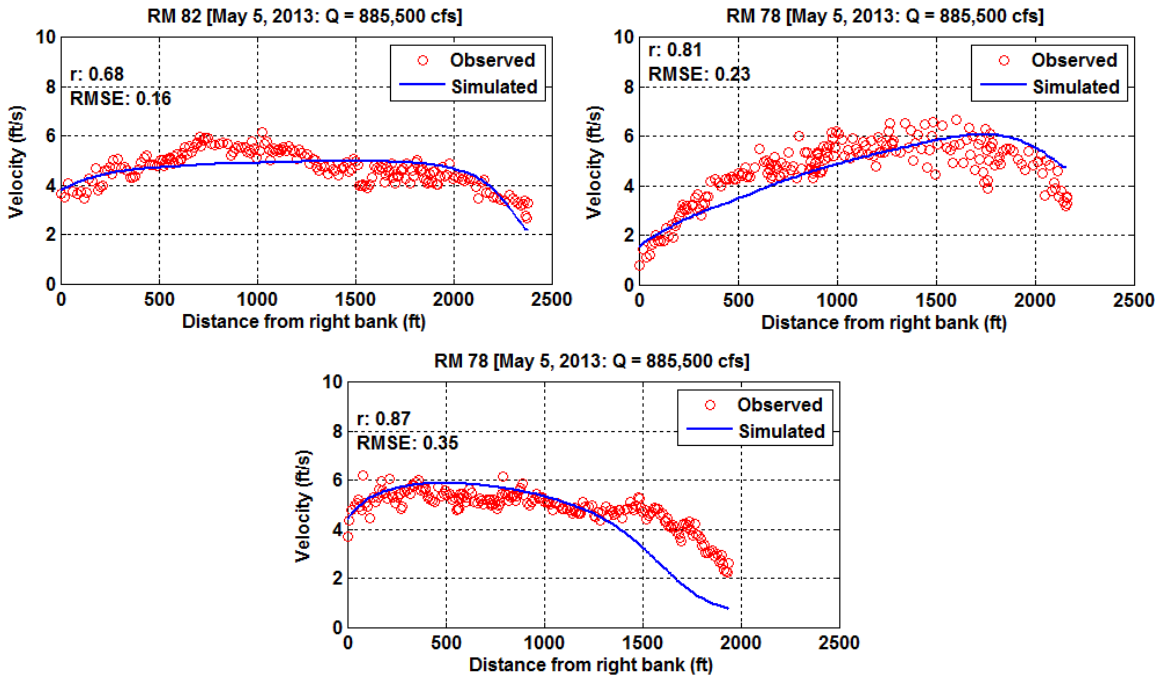 RM 82 [May 5, 2013: Q = 885,500 cfs]
10
8
6
4
2
0
Velocity (ft/s)
r: 0.68
RMSE: 0.16
Observed
Simulated
0 500 1000 1500 2000 2500
Distance from right bank (ft)
RM 78 [May 5, 2013: Q = 885,500 cfs]
10
8
6
4
2
0
Velocity (ft/s)
r: 0.81
RMSE: 0.23
Observed
Simulated
0 500 1000 1500 2000 2500
Distance from right bank (ft)
RM 78 [May 5, 2013: Q = 885,500 cfs]
10
8
6
4
2
0
Velocity (ft/s)
r: 0.87
RMSE: 0.35
Observed
Simulated
0 500 1000 1500 2000 2500
Distance from right bank (ft)